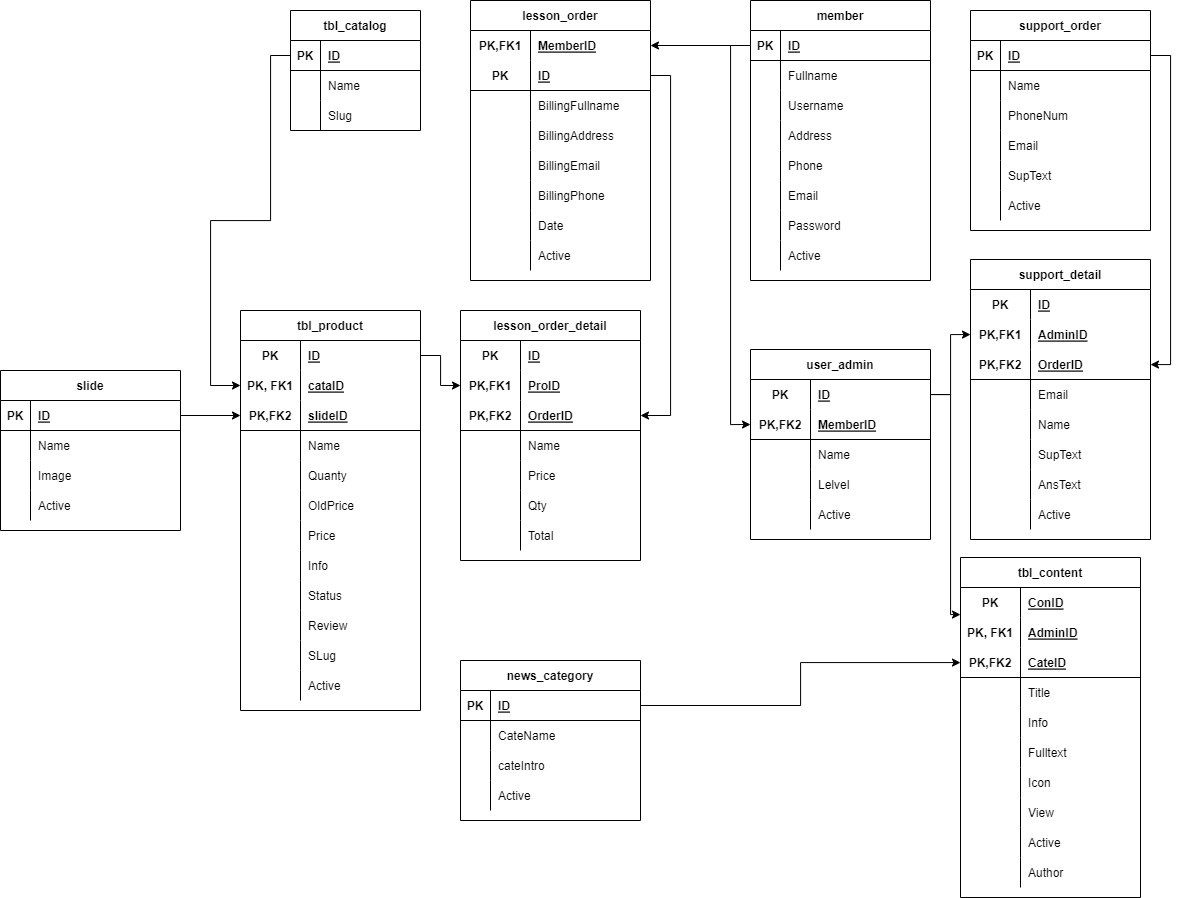 tbl_catalog
PK ID
Name
Slug
lesson_order
PK,FK1 MemberID
PK ID
BillingFullname
BillingAddress
BillingEmail
BillingPhone
Date
Active
member
PK ID
Fullname
Username
Address
Phone
Email
Password
Active
support_order
PK ID
Name
PhoneNum
Email
SupText
Active
slide
PK ID
Name
Image
Active
tbl_product
PK ID
PK, FK1 cataID
PK,FK2 slideID
Name
Quanty
OldPrice
Price
Info
Status
Review
SLug
Active
lesson_order_detail
PK ID
PK,FK1 ProID
PK,FK2 OrderID
Name
Price
Qty
Total
user_admin
PK ID
PK,FK2 MemberID
Name
Lelvel
Active
support_detail
PK ID
PK,FK1 AdminID
PK,FK2 OrderID
Email
Name
SupText
AnsText
Active
news_category
PK ID
CateName
cateIntro
Active
tbl_content
PK ConID
PK, FK1 AdminID
PK,FK2 CateID
Title
Info
Fulltext
Icon
View
Active
Author